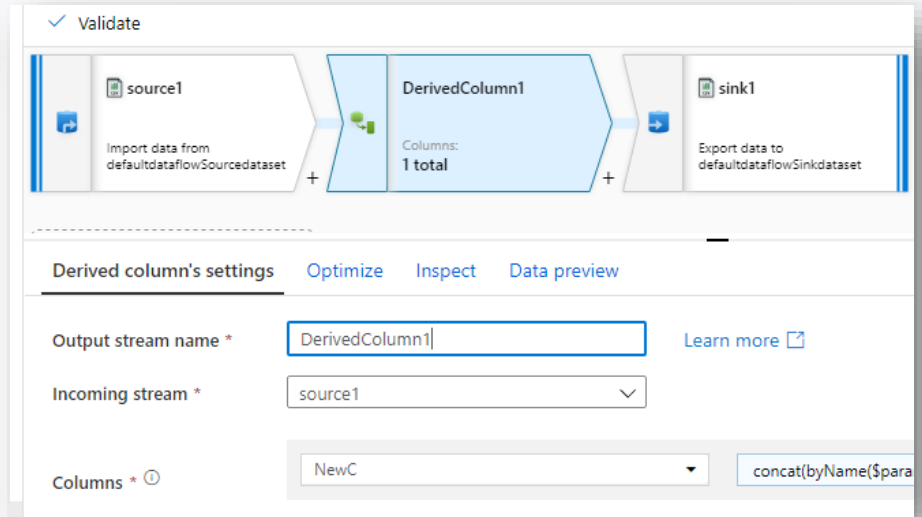 Validate
source1
Import data from
defaultdataflowSourcedataset
+
DerivedColumn1
Columns:
1 total
+
sink1
Export data to
defaultdataflowSinkdataset
Derived column's settings
Optimize
Inspect
Data preview
Output stream name *
DerivedColumn1
Learn more
Incoming stream *
source1
Columns *
NewC
concat(byName($para